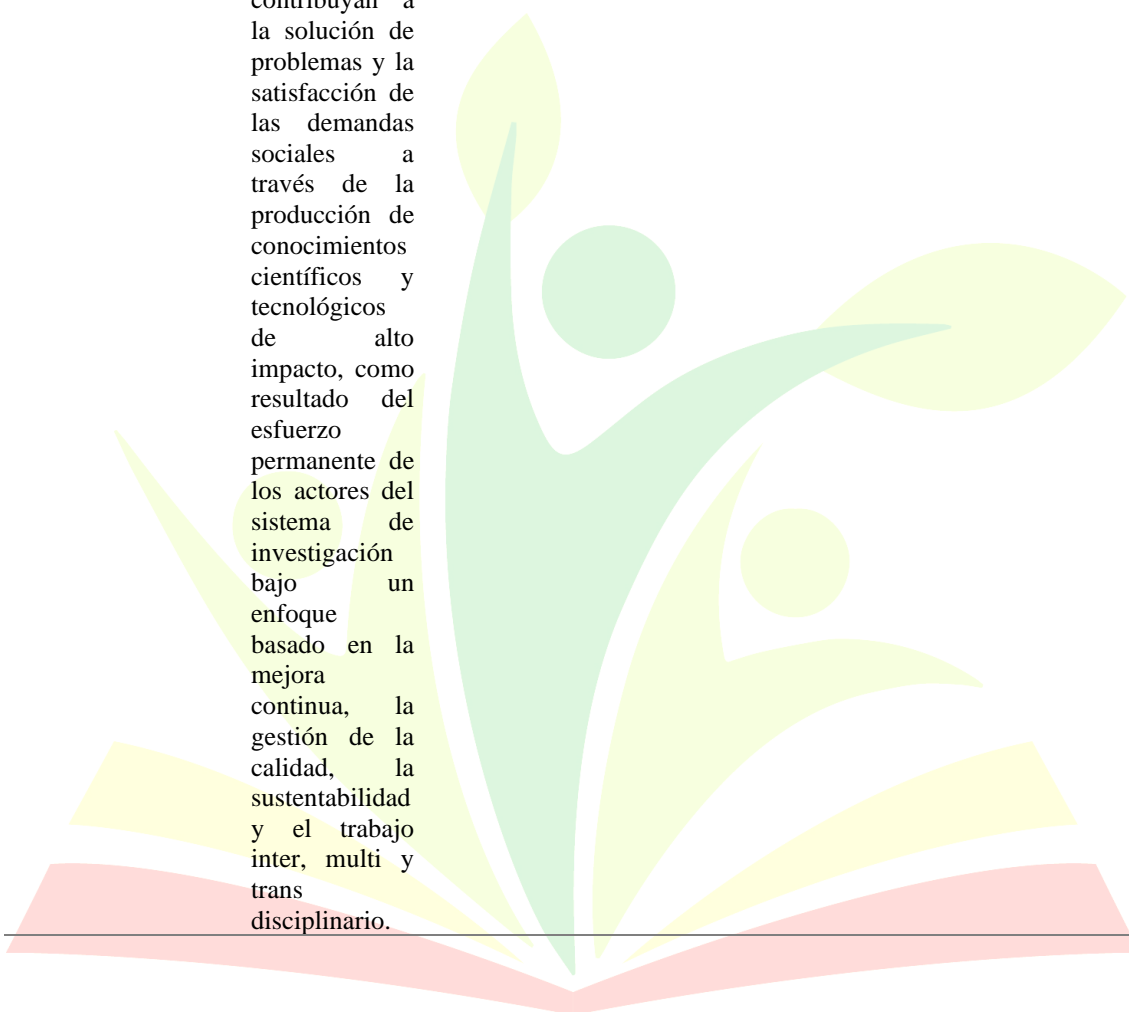 contribuyan a
la solución de
problemas y la
satisfacción de
las demandas
sociales a
través de la
producción de
conocimientos
científicos y
tecnológicos
de alto
impacto, como
resultado del
esfuerzo
permanente de
los actores del
sistema de
investigación
bajo un
enfoque
basado en la
mejora
continua, la
gestión de la
calidad, la
sustentabilidad
y el trabajo
inter, multi y
trans
disciplinario.